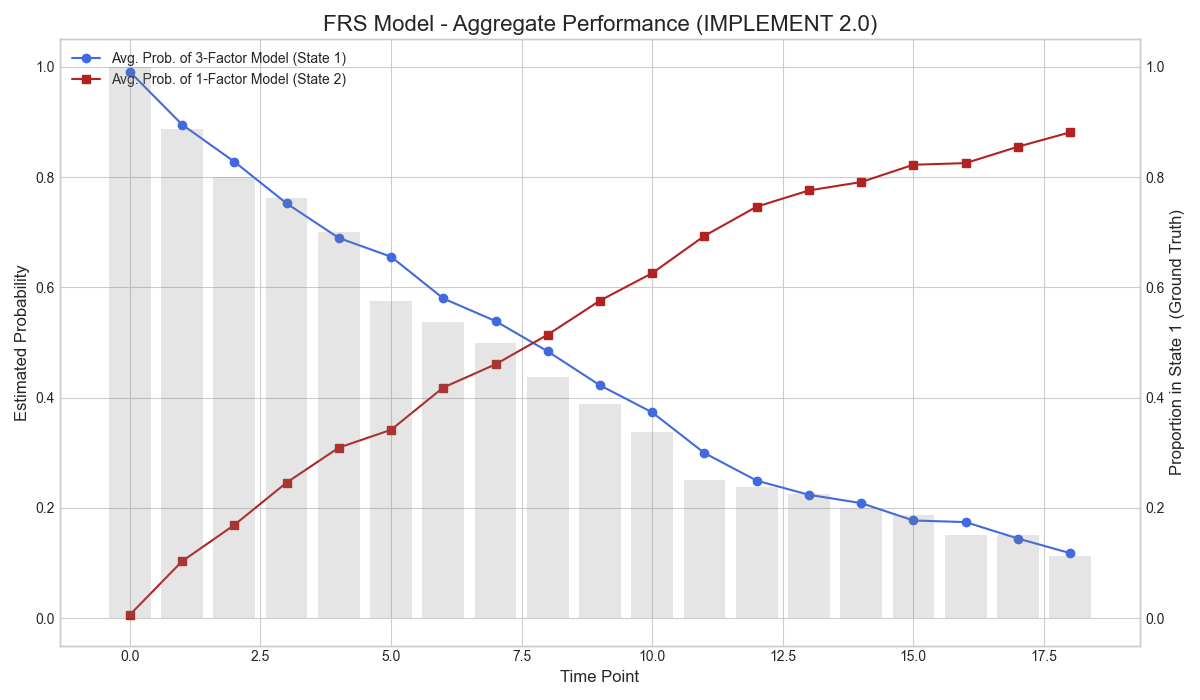 FRS Model - Aggregate Performance (IMPLEMENT 2.0)
Avg. Prob. of 3-Factor Model (State 1)
Avg. Prob. of 1-Factor Model (State 2)
Estimated Probability
1.0
0.8
0.6
0.4
0.2
0.0
1.0
0.8
0.6
0.4
0.2
0.0
Proportion in State 1 (Ground Truth)
0.0 2.5 5.0 7.5 10.0 12.5 15.0 17.5
Time Point